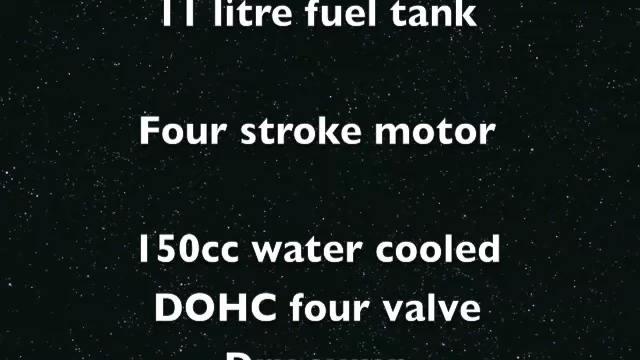 11 litre fuel tank
Four stroke motor
150cc water cooled
DOHC four valve